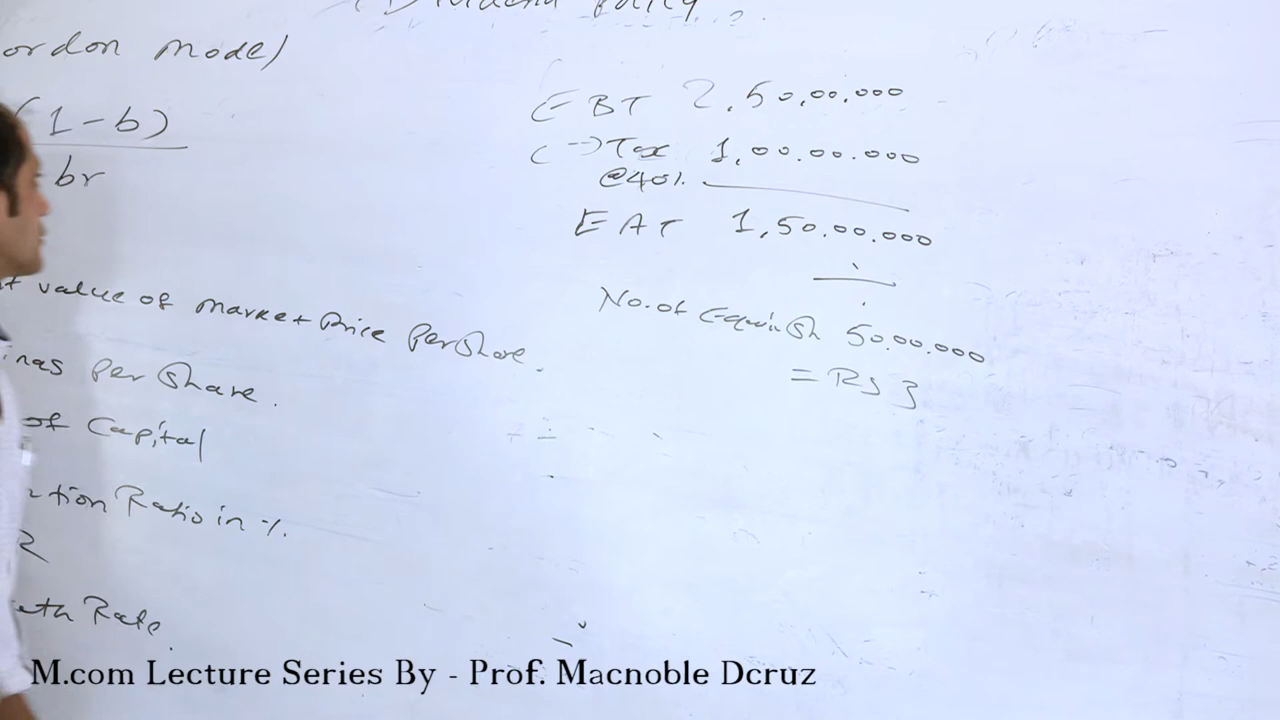 Dividend Policy
ordon model
(1-b)
br
t value of market Price Per Share.
ings per Share.
of Capital
ntion Ratio in %.
R
wth Rate.
EBT 2,50,00,000
(-) Tax 1,00,00,000
@40%.
EAT 1,50,00,000
÷
No. of Equity Sh 50,00,000
= Rs 3
M.com Lecture Series By - Prof. Macnoble Dcruz